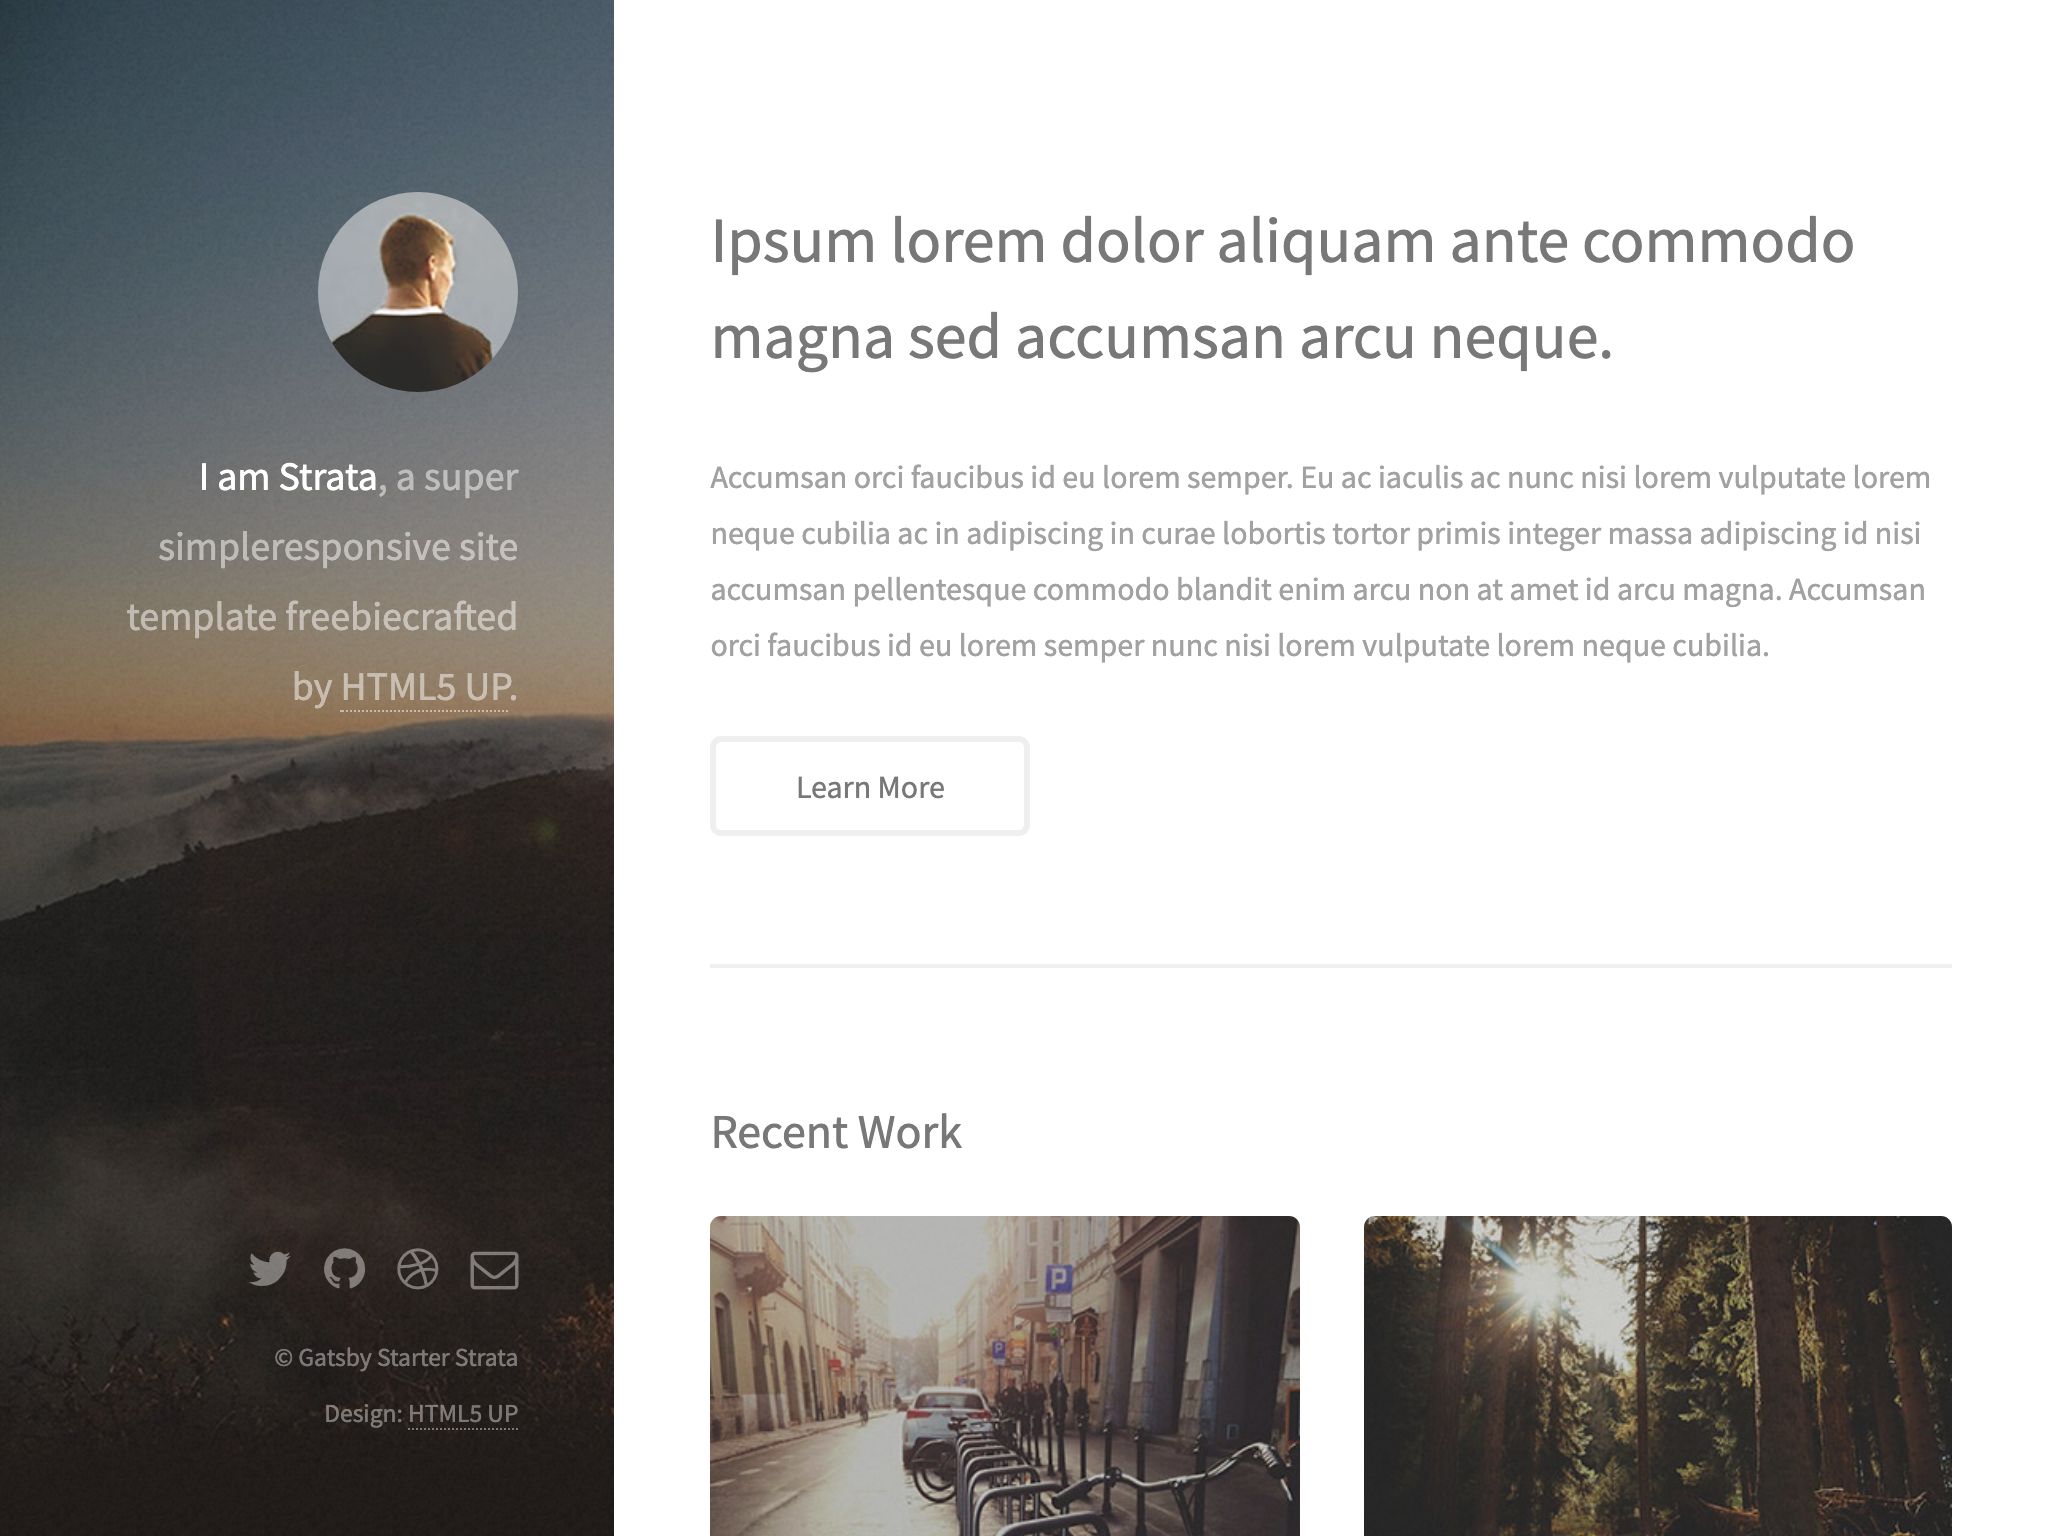 I am Strata, a super
simpleresponsive site
template freebiecrafted
by HTML5 UP.
© Gatsby Starter Strata
Design: HTML5 UP
Ipsum lorem dolor aliquam ante commodo
magna sed accumsan arcu neque.
Accumsan orci faucibus id eu lorem semper. Eu ac iaculis ac nunc nisi lorem vulputate lorem
neque cubilia ac in adipiscing in curae lobortis tortor primis integer massa adipiscing id nisi
accumsan pellentesque commodo blandit enim arcu non at amet id arcu magna. Accumsan
orci faucibus id eu lorem semper nunc nisi lorem vulputate lorem neque cubilia.
Learn More
Recent Work
P
P